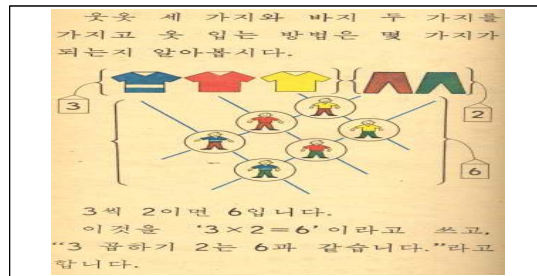 웃옷 세 가지와 바지 두 가지를
가지고 옷 입는 방법은 몇 가지가
되는지 알아봅시다.
3
2
6
3씩 2이면 6입니다.
이것을 '3×2=6'이라고 쓰고,
"3 곱하기 2는 6과 같습니다."라고
합니다.